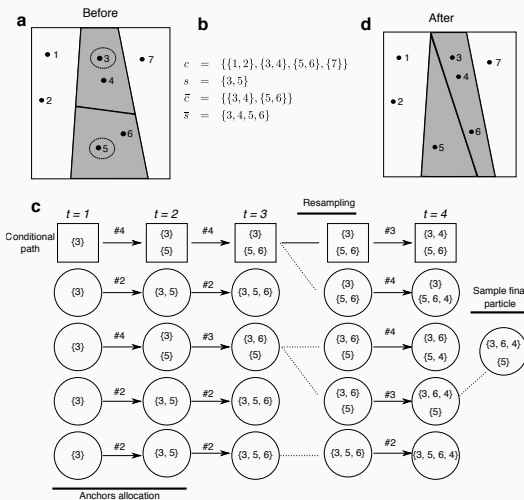 Before
a
1
2
3
4
5
6
7
b
c = {{1, 2}, {3, 4}, {5, 6}, {7}}
s = {3, 5}
c̅ = {{3, 4}, {5, 6}}
s̅ = {3, 4, 5, 6}
After
d
1
2
3
4
5
6
7
c
t = 1 t = 2 t = 3 Resampling t = 4
Conditional path
{3} #4 {3} {5} #4 {3} {5, 6} {3} {5, 6} #3 {3, 4} {5, 6}
{3} #2 {3, 5} #2 {3, 5, 6} {3} {5, 6} #4 {3} {5, 6, 4}
Sample final particle
{3} #4 {3} {5} #3 {3, 6} {5} {3, 6} {5} #4 {3, 6} {5, 4}
{3, 6, 4} {5}
{3} #2 {3, 5} #2 {3, 5, 6} {3, 6} {5} #3 {3, 6, 4} {5}
{3} #2 {3, 5} #2 {3, 5, 6} {3, 5, 6} #2 {3, 5, 6, 4}
Anchors allocation